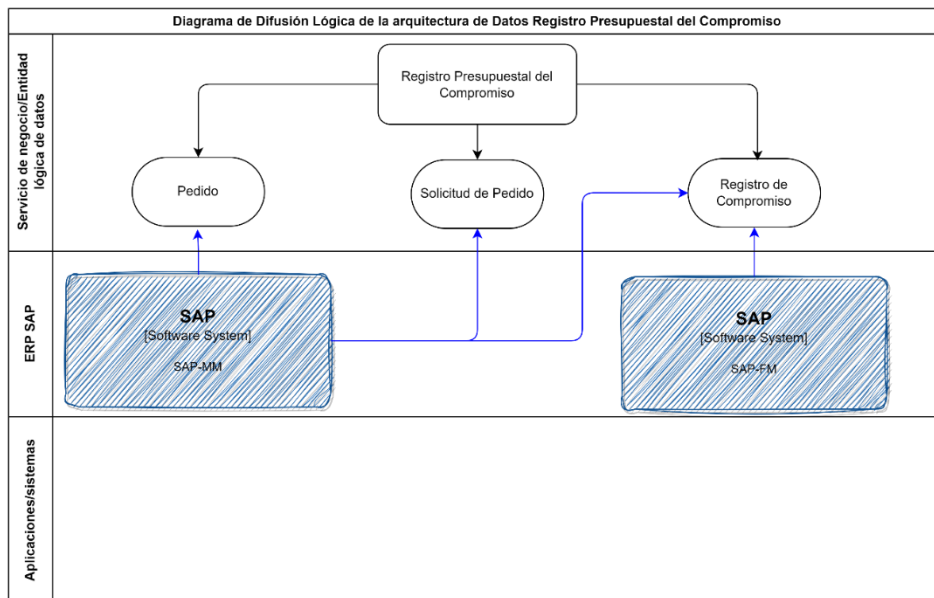 Diagrama de Difusión Lógica de la arquitectura de Datos Registro Presupuestal del Compromiso
Servicio de negocio/Entidad
lógica de datos
Registro Presupuestal del
Compromiso
Pedido
Solicitud de Pedido
Registro de
Compromiso
ERP SAP
SAP
[Software System]
SAP-MM
SAP
[Software System]
SAP-FM
Aplicaciones/sistemas